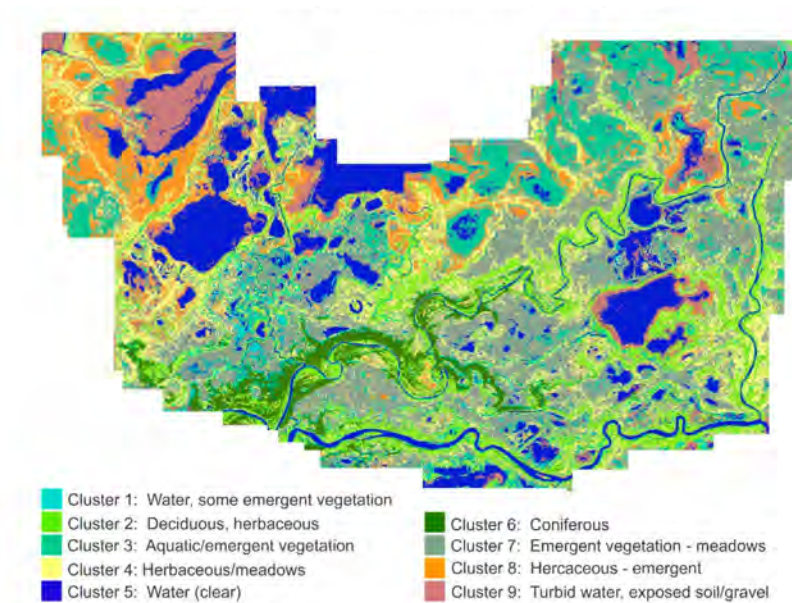 Cluster 1: Water, some emergent vegetation
Cluster 2: Deciduous, herbaceous
Cluster 3: Aquatic/emergent vegetation
Cluster 4: Herbaceous/meadows
Cluster 5: Water (clear)
Cluster 6: Coniferous
Cluster 7: Emergent vegetation - meadows
Cluster 8: Hercaceous - emergent
Cluster 9: Turbid water, exposed soil/gravel